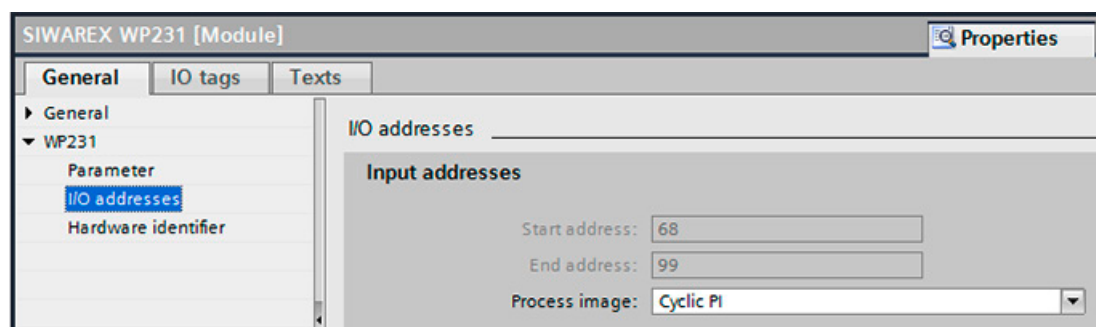 SIWAREX WP231 [Module]
Properties
General IO tags Texts
General
WP231
Parameter
I/O addresses
Hardware identifier
I/O addresses
Input addresses
Start address: 68
End address: 99
Process image: Cyclic PI